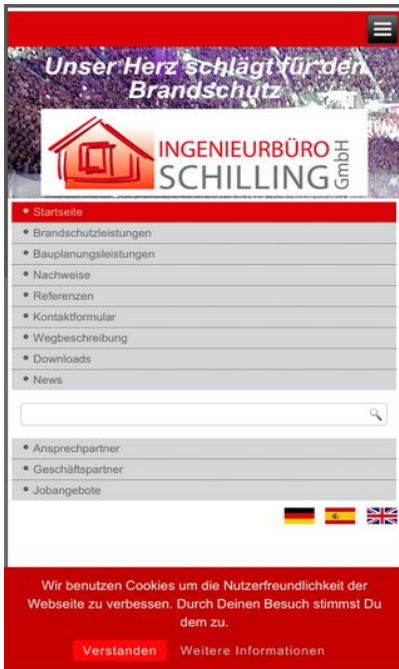 Unser Herz schlägt für den
Brandschutz
INGENIEURBÜRO
SCHILLING GmbH
Startseite
Brandschutzleistungen
Bauplanungsleistungen
Nachweise
Referenzen
Kontaktformular
Wegbeschreibung
Downloads
News
Ansprechpartner
Geschäftspartner
Jobangebote
Wir benutzen Cookies um die Nutzerfreundlichkeit der
Webseite zu verbessen. Durch Deinen Besuch stimmst Du
dem zu.
Verstanden Weitere Informationen